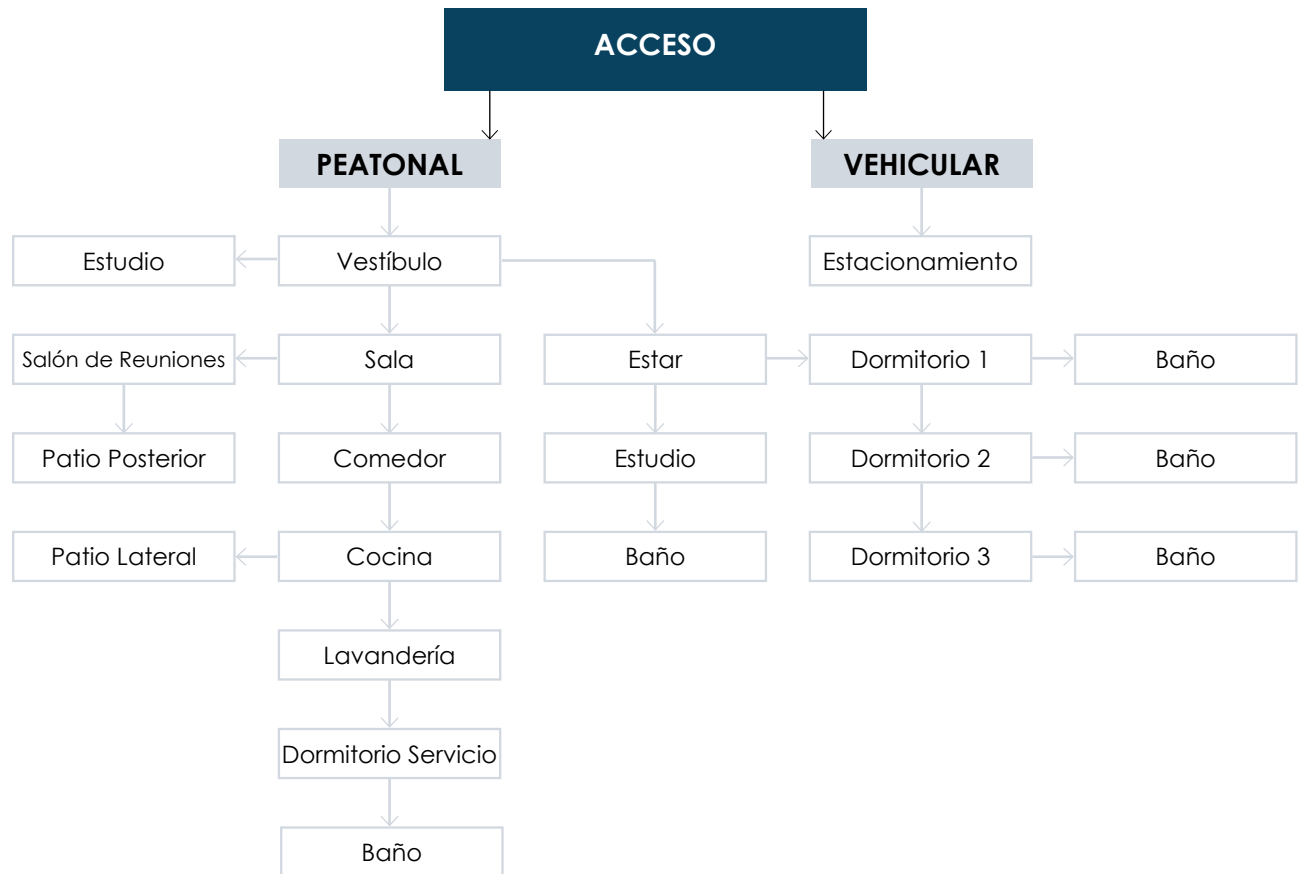 ACCESO
PEATONAL
VEHICULAR
Estudio
Vestíbulo
Estacionamiento
Salón de Reuniones
Sala
Estar
Dormitorio 1
Baño
Patio Posterior
Comedor
Estudio
Dormitorio 2
Baño
Patio Lateral
Cocina
Baño
Dormitorio 3
Baño
Lavandería
Dormitorio Servicio
Baño